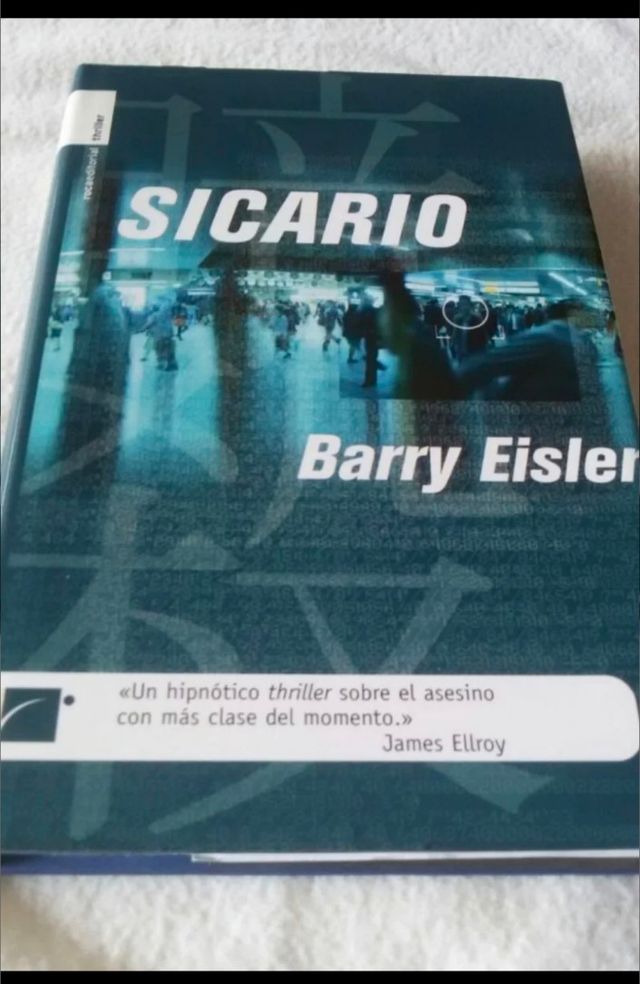 rocaeditorial thriller
SICARIO
Barry Eisler
«Un hipnótico thriller sobre el asesino
con más clase del momento.»
James Ellroy